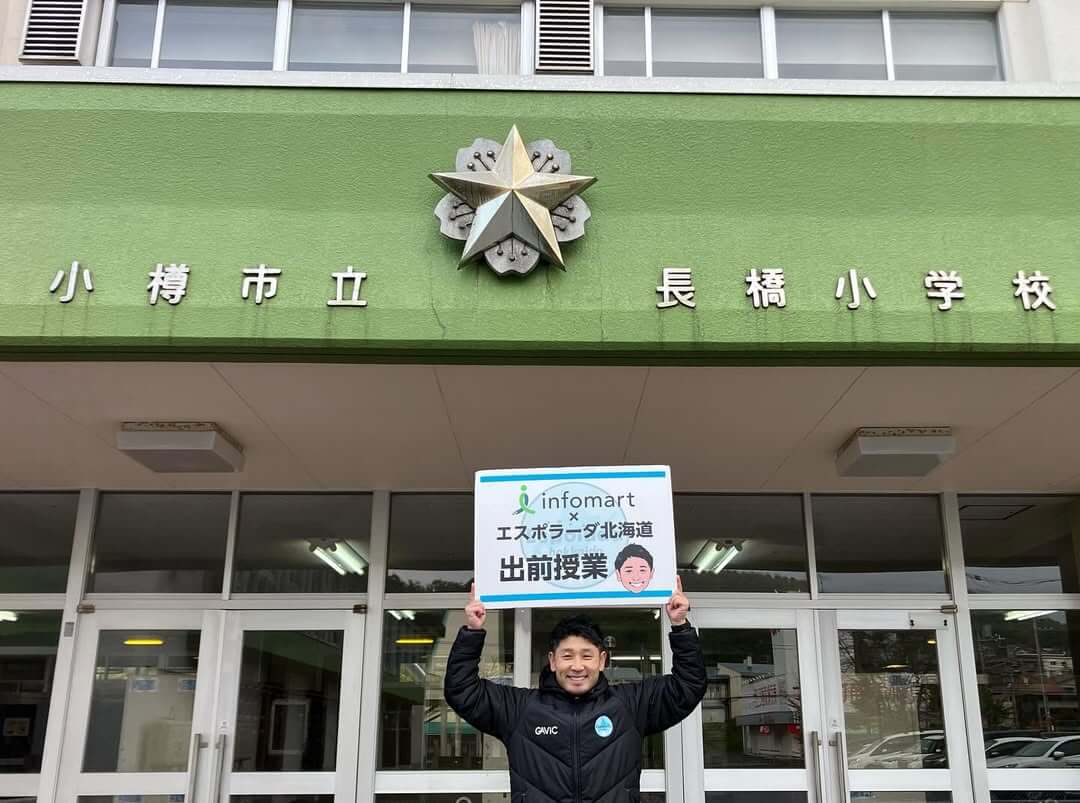 小樽市立 長橋小学校
infomart
×
エスポラーダ北海道
出前授業
GAViC